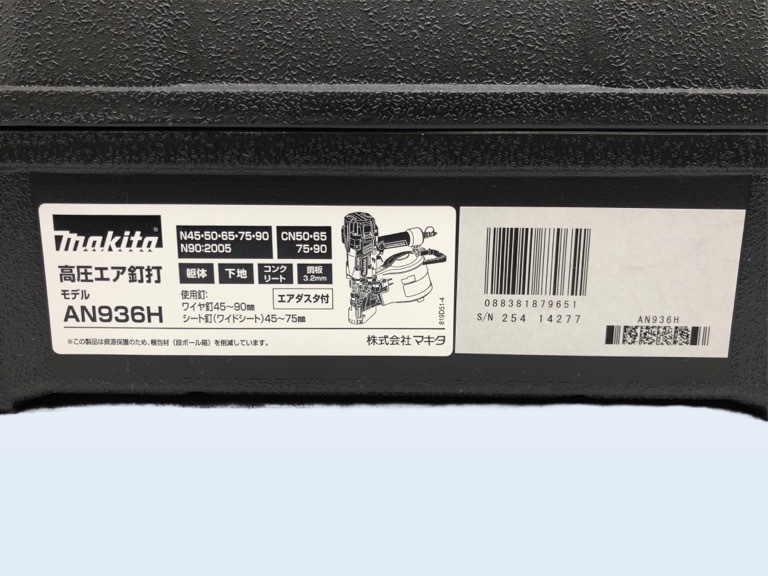 makita
高圧エア釘打
モデル
AN936H
N45・50・65・75・90
N90:2005
CN50・65
75・90
躯体
下地
コンク
リート
鋼板
3.2mm
使用釘:
ワイヤ釘45~90㎜
シート釘(ワイドシート)45~75㎜
エアダスタ付
819D51-4
※この製品は資源保護のため、梱包材(段ボール箱)を削減しています。
株式会社マキタ
088381879651
S/N 254 14277
AN936H